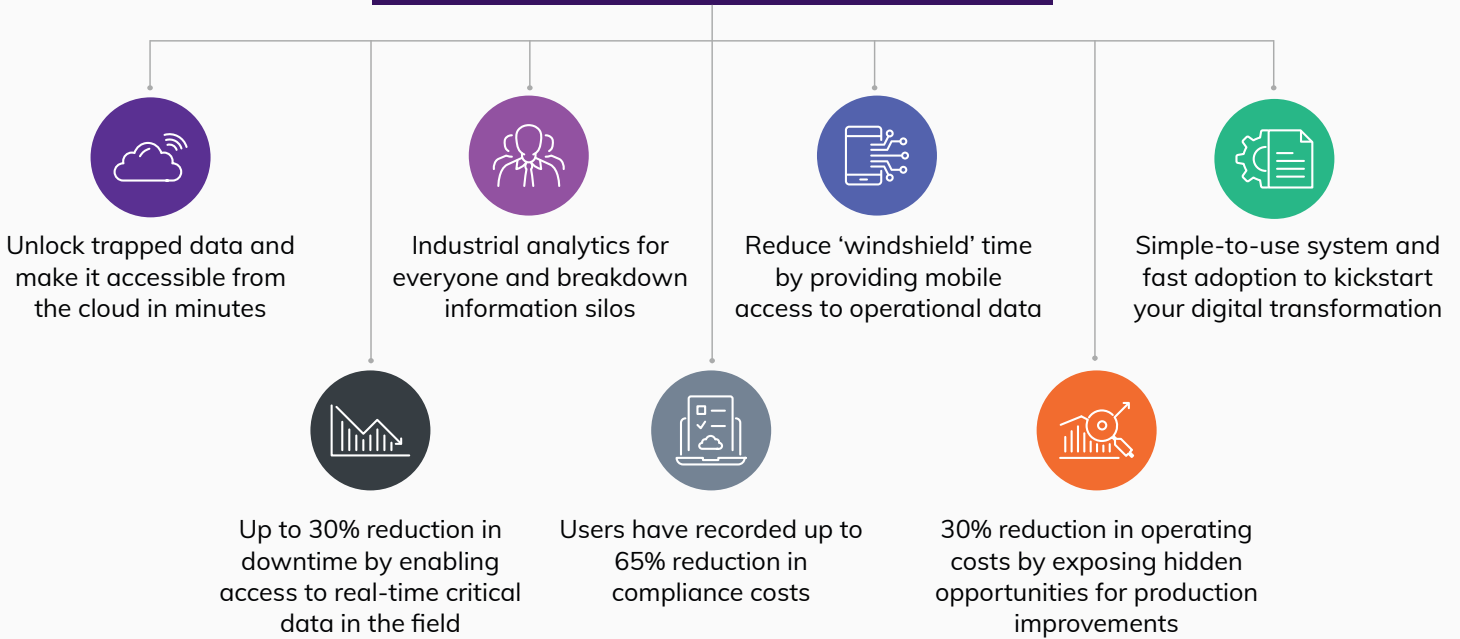 Unlock trapped data and
make it accessible from
the cloud in minutes
Industrial analytics for
everyone and breakdown
information silos
Reduce ‘windshield’ time
by providing mobile
access to operational data
Simple-to-use system and
fast adoption to kickstart
your digital transformation
Up to 30% reduction in
downtime by enabling
access to real-time critical
data in the field
Users have recorded up to
65% reduction in
compliance costs
30% reduction in operating
costs by exposing hidden
opportunities for production
improvements